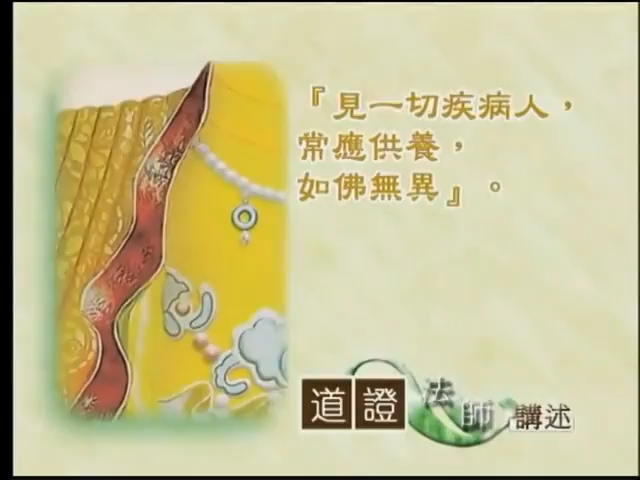 『見一切疾病人，
常應供養，
如佛無異』。
道證法師講述